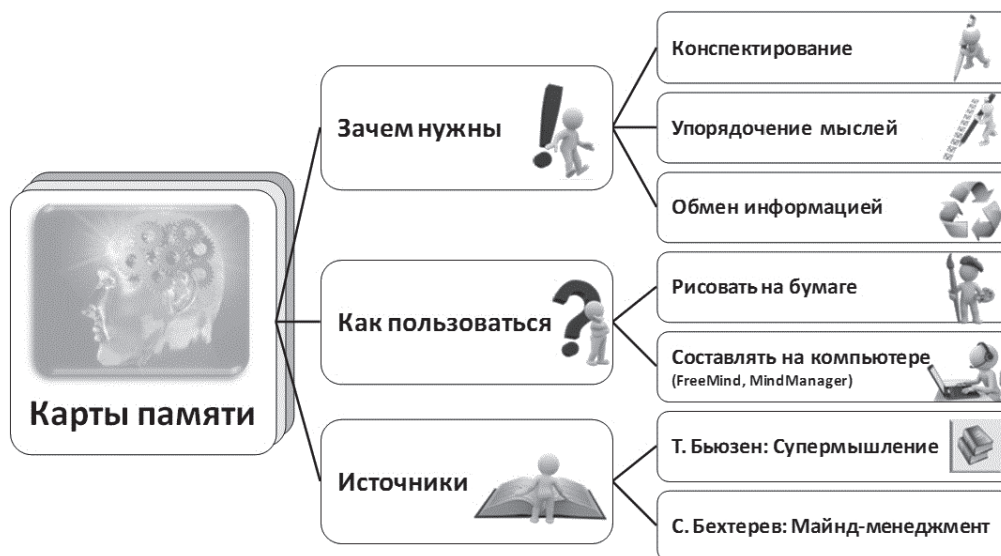 Карты памяти
Зачем нужны
Конспектирование
Упорядочение мыслей
Обмен информацией
Как пользоваться
Рисовать на бумаге
Составлять на компьютере
(FreeMind, MindManager)
Источники
Т. Бьюзен: Супермышление
С. Бехтерев: Майнд-менеджмент